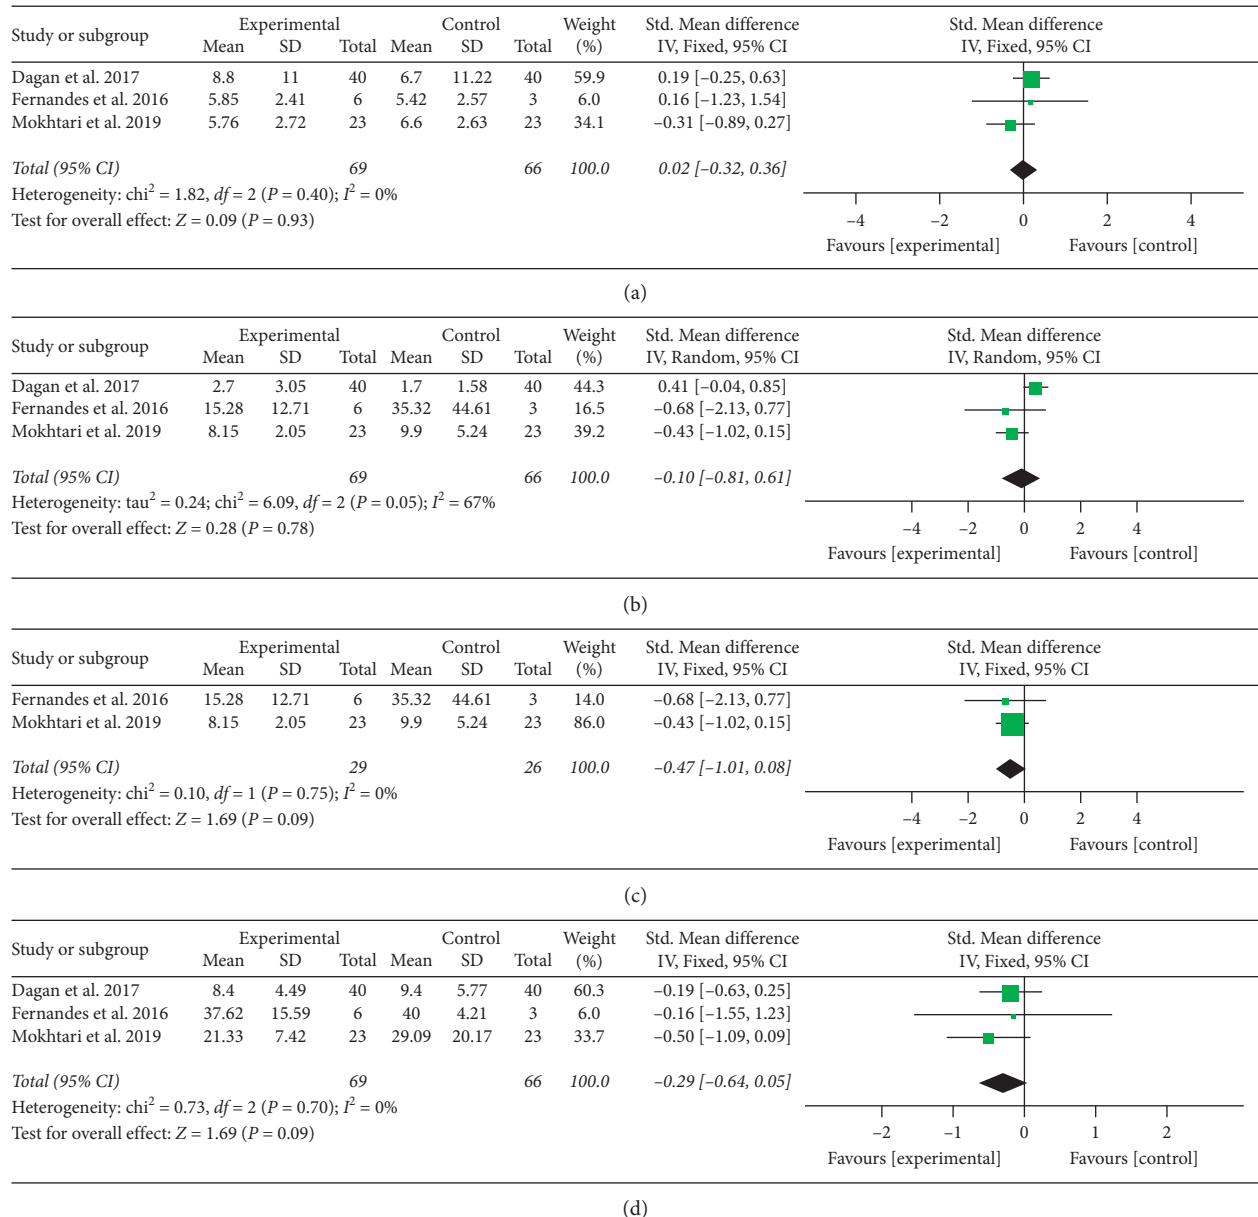 Study or subgroup Experimental Control Weight (%) Std. Mean difference IV, Fixed, 95% CI Std. Mean difference IV, Fixed, 95% CI
Mean SD Total Mean SD Total
Dagan et al. 2017 8.8 11 40 6.7 11.22 40 59.9 0.19 [–0.25, 0.63]
Fernandes et al. 2016 5.85 2.41 6 5.42 2.57 3 6.0 0.16 [–1.23, 1.54]
Mokhtari et al. 2019 5.76 2.72 23 6.6 2.63 23 34.1 –0.31 [–0.89, 0.27]
Total (95% CI) 69 66 100.0 0.02 [–0.32, 0.36]
Heterogeneity: chi² = 1.82, df = 2 (P = 0.40); I² = 0%
Test for overall effect: Z = 0.09 (P = 0.93)
–4 –2 0 2 4
Favours [experimental] Favours [control]
(a)
Study or subgroup Experimental Control Weight (%) Std. Mean difference IV, Random, 95% CI Std. Mean difference IV, Random, 95% CI
Mean SD Total Mean SD Total
Dagan et al. 2017 2.7 3.05 40 1.7 1.58 40 44.3 0.41 [–0.04, 0.85]
Fernandes et al. 2016 15.28 12.71 6 35.32 44.61 3 16.5 –0.68 [–2.13, 0.77]
Mokhtari et al. 2019 8.15 2.05 23 9.9 5.24 23 39.2 –0.43 [–1.02, 0.15]
Total (95% CI) 69 66 100.0 –0.10 [–0.81, 0.61]
Heterogeneity: tau² = 0.24; chi² = 6.09, df = 2 (P = 0.05); I² = 67%
Test for overall effect: Z = 0.28 (P = 0.78)
–4 –2 0 2 4
Favours [experimental] Favours [control]
(b)
Study or subgroup Experimental Control Weight (%) Std. Mean difference IV, Fixed, 95% CI Std. Mean difference IV, Fixed, 95% CI
Mean SD Total Mean SD Total
Fernandes et al. 2016 15.28 12.71 6 35.32 44.61 3 14.0 –0.68 [–2.13, 0.77]
Mokhtari et al. 2019 8.15 2.05 23 9.9 5.24 23 86.0 –0.43 [–1.02, 0.15]
Total (95% CI) 29 26 100.0 –0.47 [–1.01, 0.08]
Heterogeneity: chi² = 0.10, df = 1 (P = 0.75); I² = 0%
Test for overall effect: Z = 1.69 (P = 0.09)
–4 –2 0 2 4
Favours [experimental] Favours [control]
(c)
Study or subgroup Experimental Control Weight (%) Std. Mean difference IV, Fixed, 95% CI Std. Mean difference IV, Fixed, 95% CI
Mean SD Total Mean SD Total
Dagan et al. 2017 8.4 4.49 40 9.4 5.77 40 60.3 –0.19 [–0.63, 0.25]
Fernandes et al. 2016 37.62 15.59 6 40 4.21 3 6.0 –0.16 [–1.55, 1.23]
Mokhtari et al. 2019 21.33 7.42 23 29.09 20.17 23 33.7 –0.50 [–1.09, 0.09]
Total (95% CI) 69 66 100.0 –0.29 [–0.64, 0.05]
Heterogeneity: chi² = 0.73, df = 2 (P = 0.70); I² = 0%
Test for overall effect: Z = 1.69 (P = 0.09)
–2 –1 0 1 2
Favours [experimental] Favours [control]
(d)